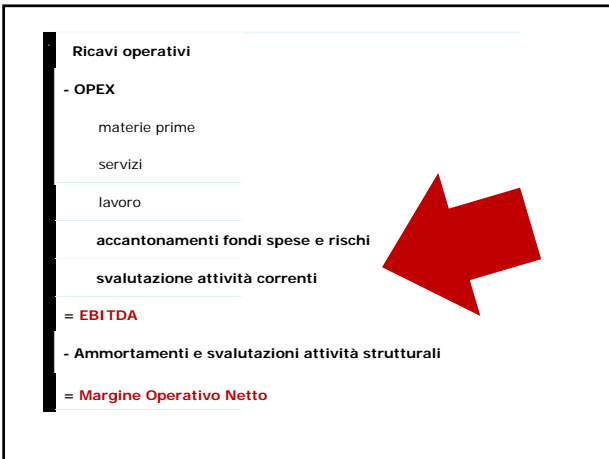 Ricavi operativi
- OPEX
materie prime
servizi
lavoro
accantonamenti fondi spese e rischi
svalutazione attività correnti
= EBITDA
- Ammortamenti e svalutazioni attività strutturali
= Margine Operativo Netto